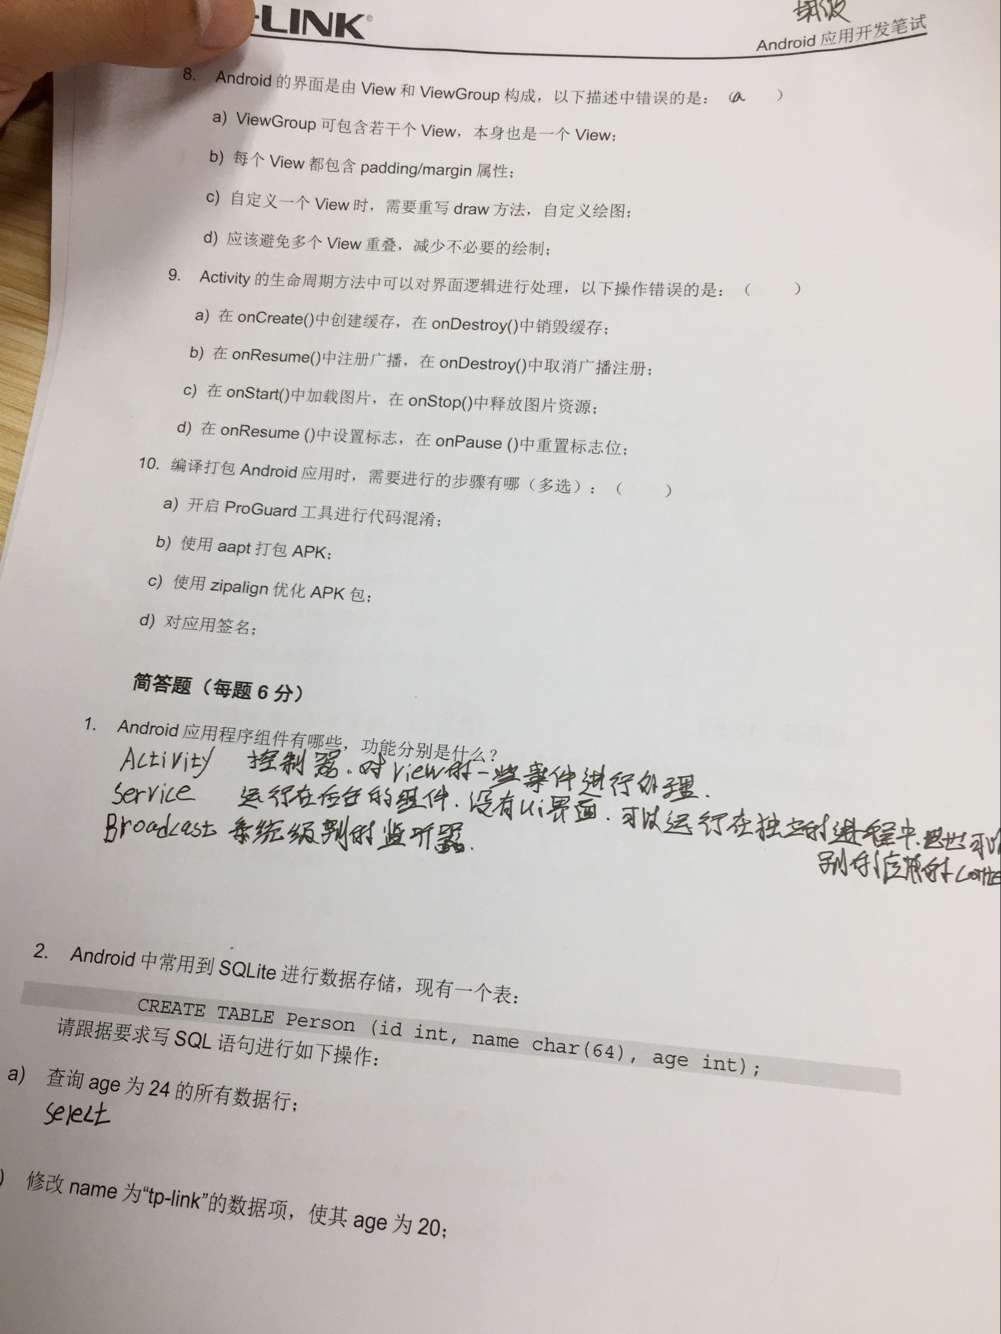 -LINK®
Android 应用开发笔试
8. Android 的界面是由 View 和 ViewGroup 构成，以下描述中错误的是：（a ）
a) ViewGroup 可包含若干个 View，本身也是一个 View；
b) 每个 View 都包含 padding/margin 属性；
c) 自定义一个 View 时，需要重写 draw 方法，自定义绘图；
d) 应该避免多个 View 重叠，减少不必要的绘制；
9. Activity 的生命周期方法中可以对界面逻辑进行处理，以下操作错误的是：（ ）
a) 在 onCreate()中创建缓存，在 onDestroy()中销毁缓存；
b) 在 onResume()中注册广播，在 onDestroy()中取消广播注册；
c) 在 onStart()中加载图片，在 onStop()中释放图片资源；
d) 在 onResume ()中设置标志，在 onPause ()中重置标志位；
10. 编译打包 Android 应用时，需要进行的步骤有哪（多选）：（ ）
a) 开启 ProGuard 工具进行代码混淆；
b) 使用 aapt 打包 APK；
c) 使用 zipalign 优化 APK 包；
d) 对应用签名；
简答题（每题 6 分）
1. Android 应用程序组件有哪些，功能分别是什么？
Activity 控制器、对view的一些事件进行处理.
Service 运行在后台的组件. 没有ui界面. 可以运行在独立的进程中.
Broadcast 系统级别的监听器.
2. Android 中常用到 SQLite 进行数据存储，现有一个表：
CREATE TABLE Person (id int, name char(64), age int);
请跟据要求写 SQL 语句进行如下操作：
a) 查询 age 为 24 的所有数据行；
select
) 修改 name 为“tp-link”的数据项，使其 age 为 20；